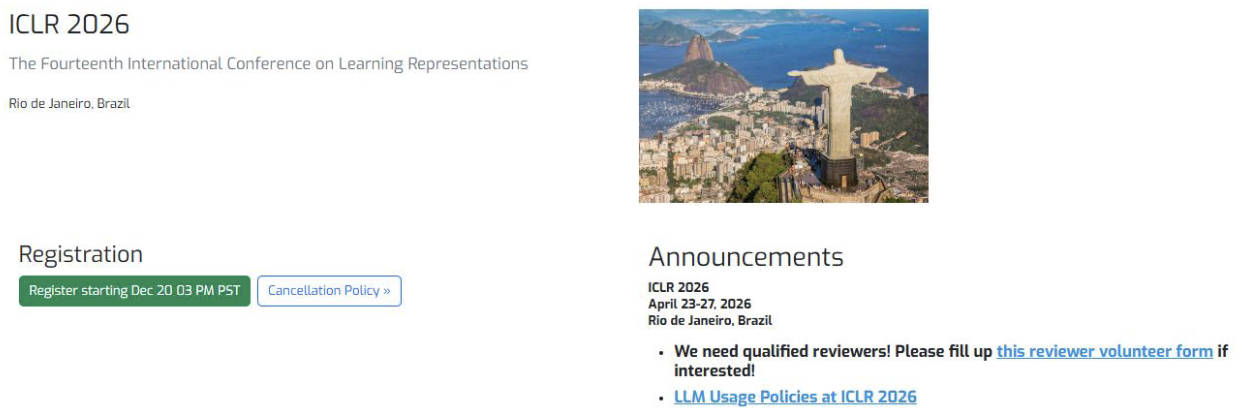 ICLR 2026
The Fourteenth International Conference on Learning Representations
Rio de Janeiro, Brazil
Registration
Register starting Dec 20 03 PM PST
Cancellation Policy »
Announcements
ICLR 2026
April 23-27, 2026
Rio de Janeiro, Brazil
• We need qualified reviewers! Please fill up this reviewer volunteer form if
interested!
• LLM Usage Policies at ICLR 2026